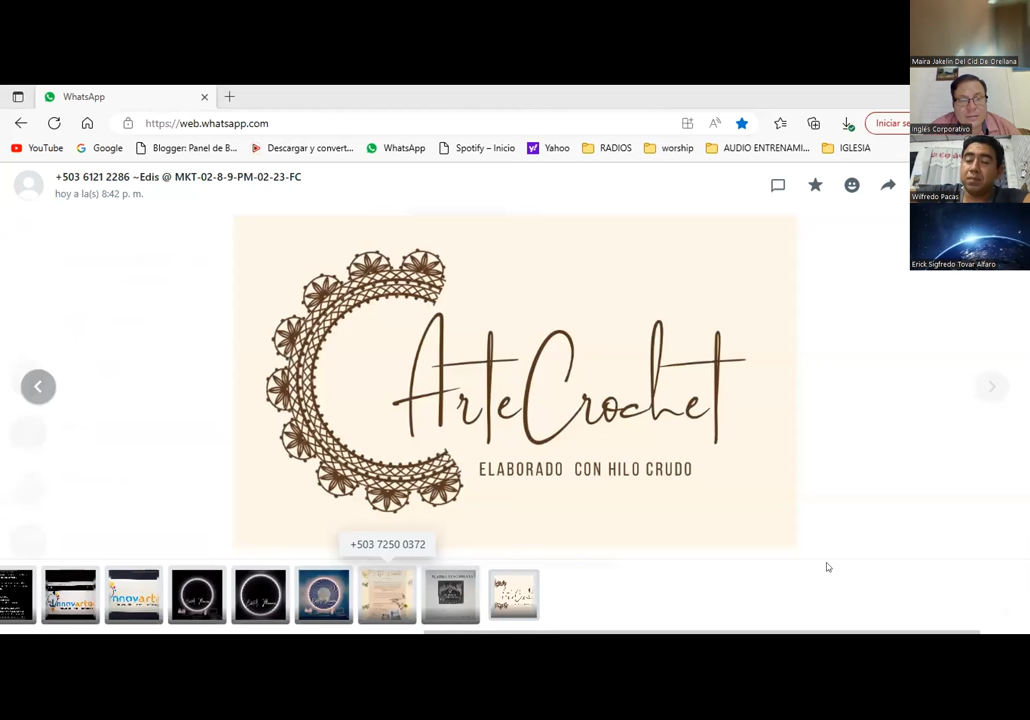 WhatsApp
https://web.whatsapp.com
Iniciar se
YouTube
Google
Blogger: Panel de B...
Descargar y convert...
WhatsApp
Spotify – Inicio
Yahoo
RADIOS
worship
AUDIO ENTRENAMI...
IGLESIA
+503 6121 2286 ~Edis @ MKT-02-8-9-PM-02-23-FC
hoy a la(s) 8:42 p. m.
Arte Crochet
ELABORADO CON HILO CRUDO
+503 7250 0372
Maira Jakelin Del Cid De Orellana
Inglés Corporativo
Wilfredo Pacas
Erick Sigfredo Tovar Alfaro